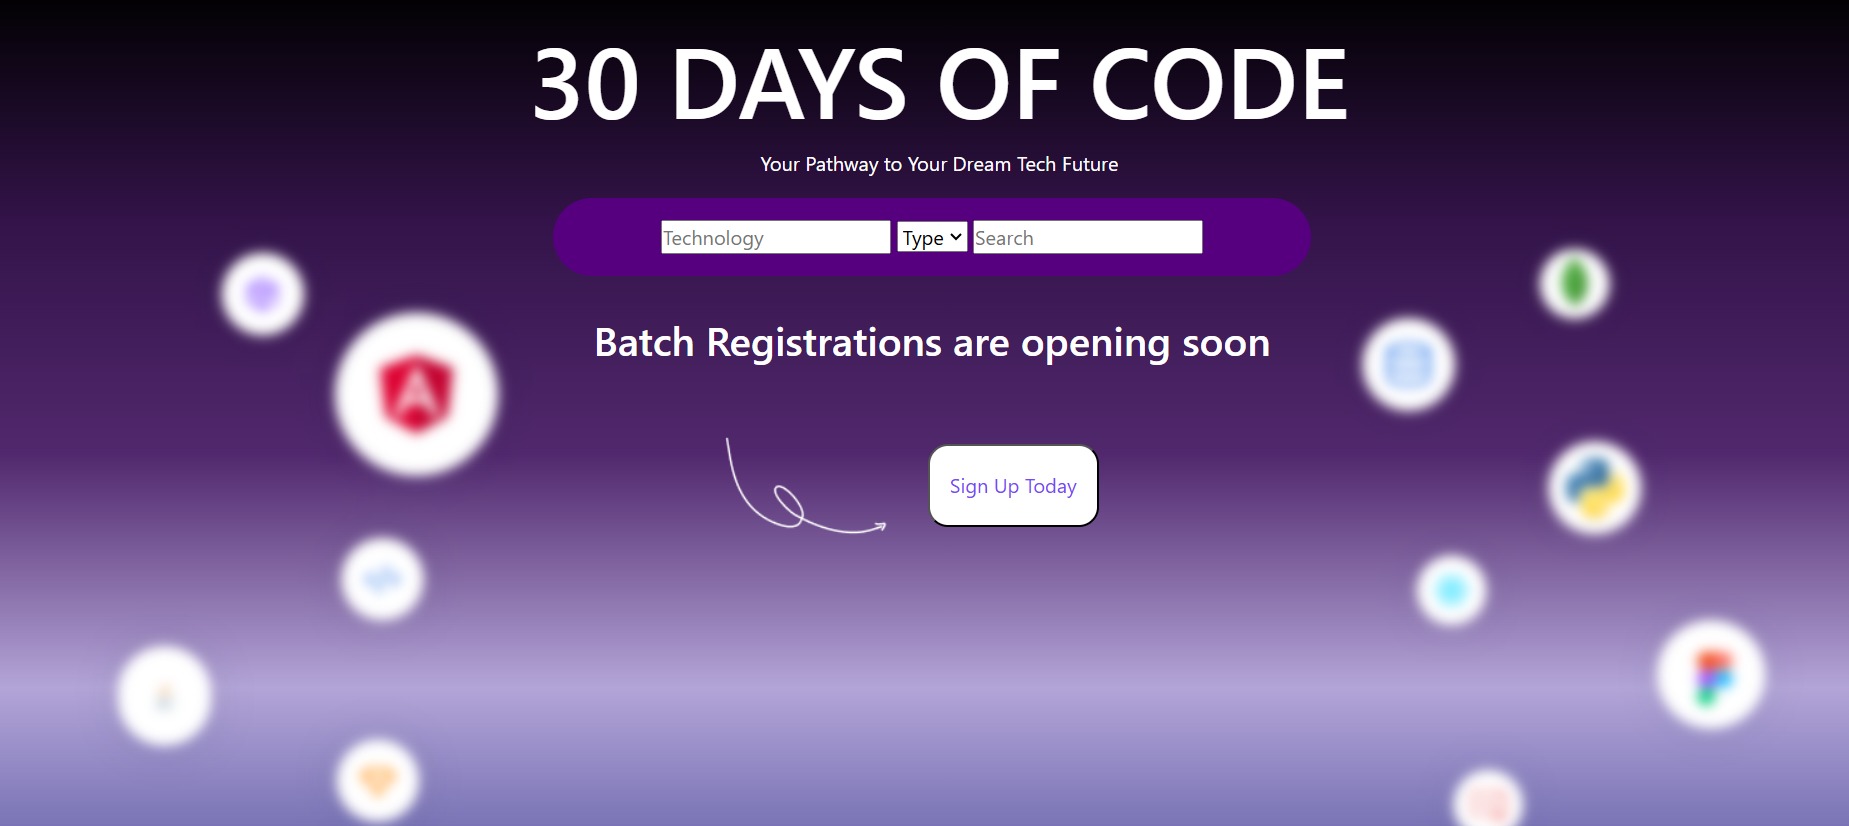 30 DAYS OF CODE
Your Pathway to Your Dream Tech Future
Technology Type Search
Batch Registrations are opening soon
Sign Up Today